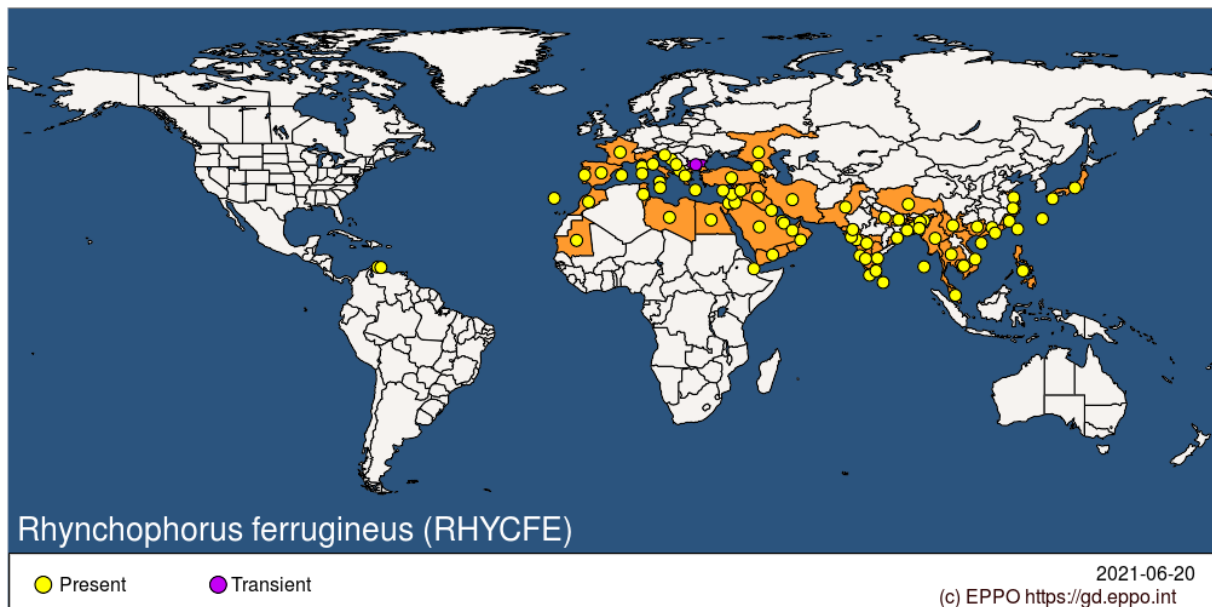 Rhynchophorus ferrugineus (RHYCFE)
Present
Transient
2021-06-20
(c) EPPO https://gd.eppo.int